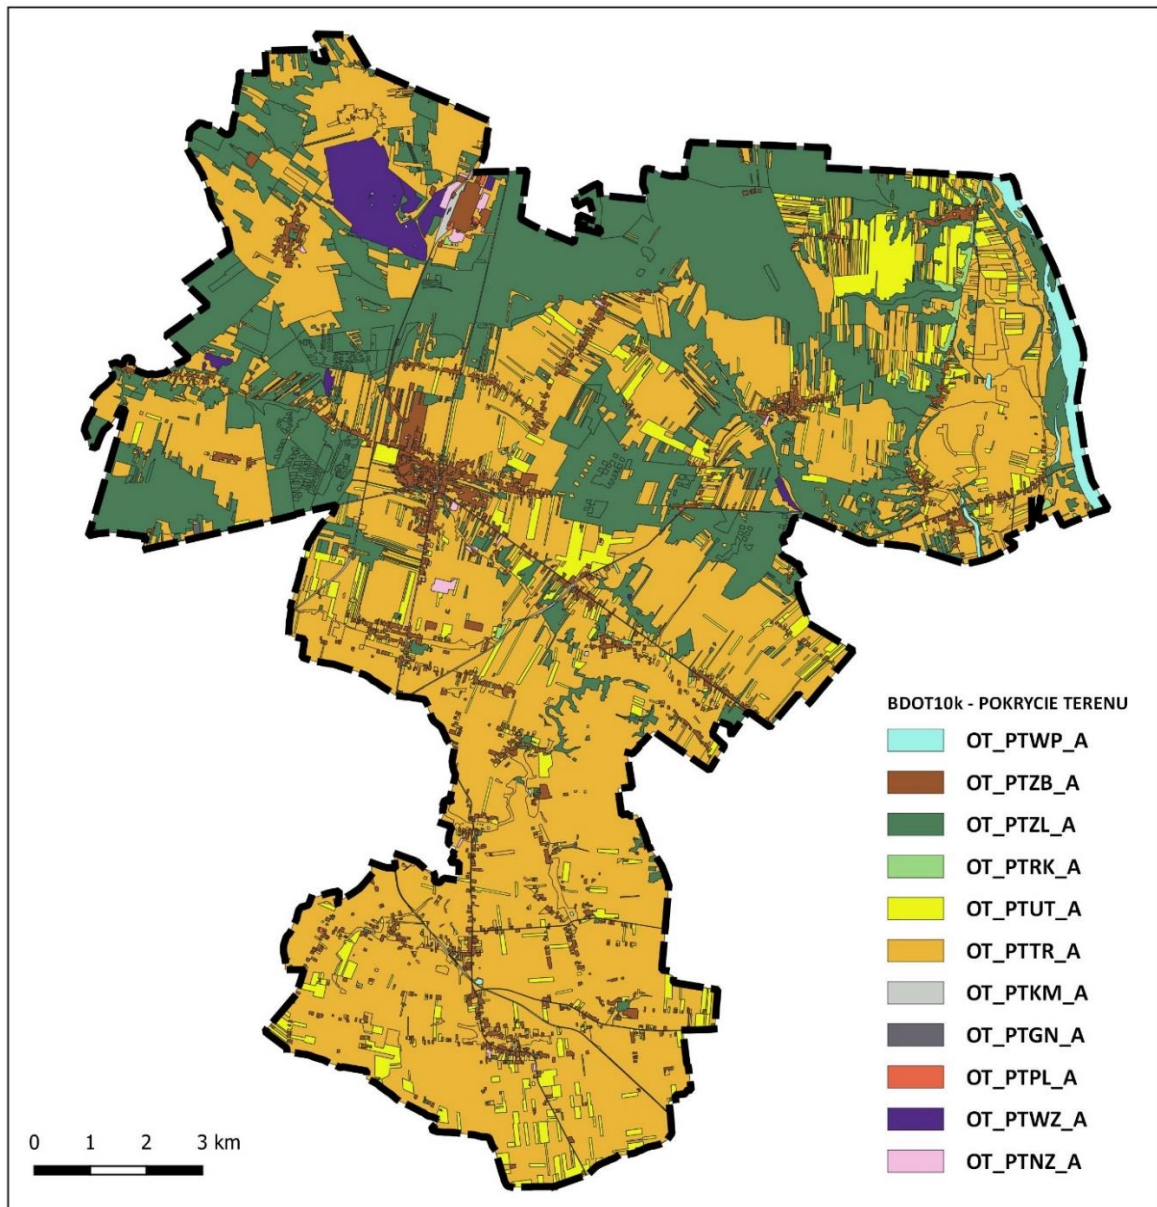 BDOT10k - POKRYCIE TERENU
OT_PTWP_A
OT_PTZB_A
OT_PTZL_A
OT_PTRK_A
OT_PTUT_A
OT_PTTR_A
OT_PTKM_A
OT_PTGN_A
OT_PTPL_A
OT_PTWZ_A
OT_PTNZ_A
0 1 2 3 km